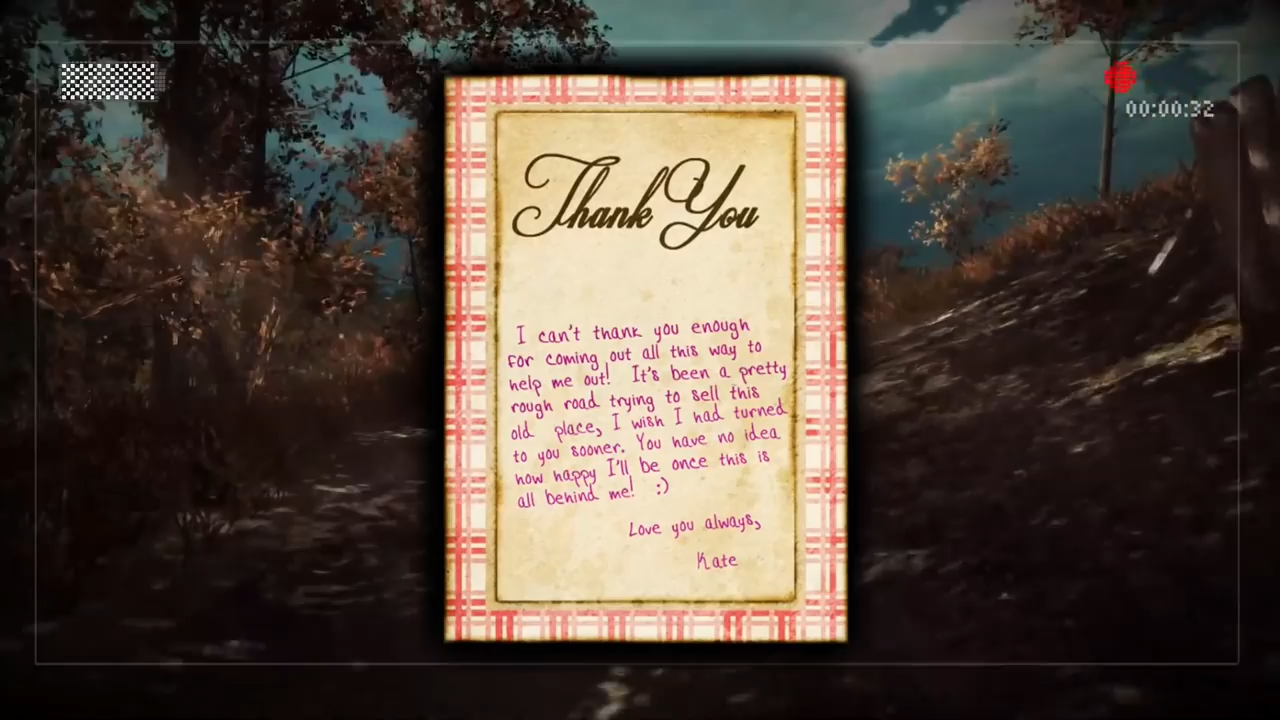 00:00:32
Thank You
I can't thank you enough
for coming out all this way to
help me out! It's been a pretty
rough road trying to sell this
old place, I wish I had turned
to you sooner. You have no idea
how happy I'll be once this is
all behind me! :)
Love you always,
Kate